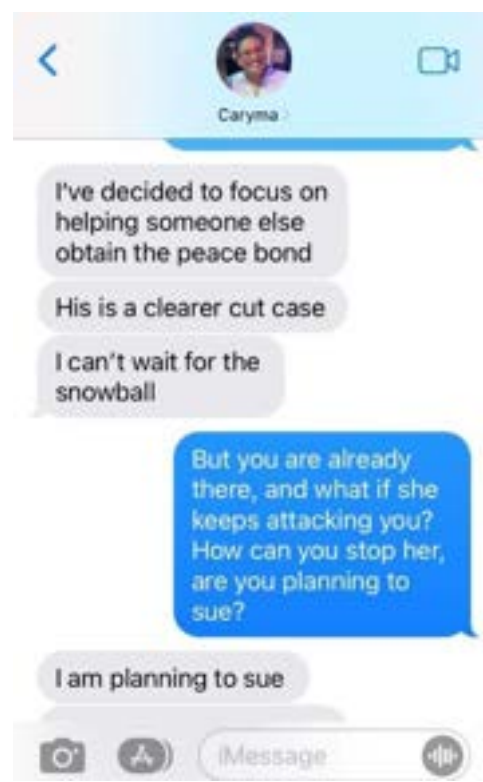 Caryma
I've decided to focus on
helping someone else
obtain the peace bond
His is a clearer cut case
I can't wait for the
snowball
But you are already
there, and what if she
keeps attacking you?
How can you stop her,
are you planning to
sue?
I am planning to sue
iMessage